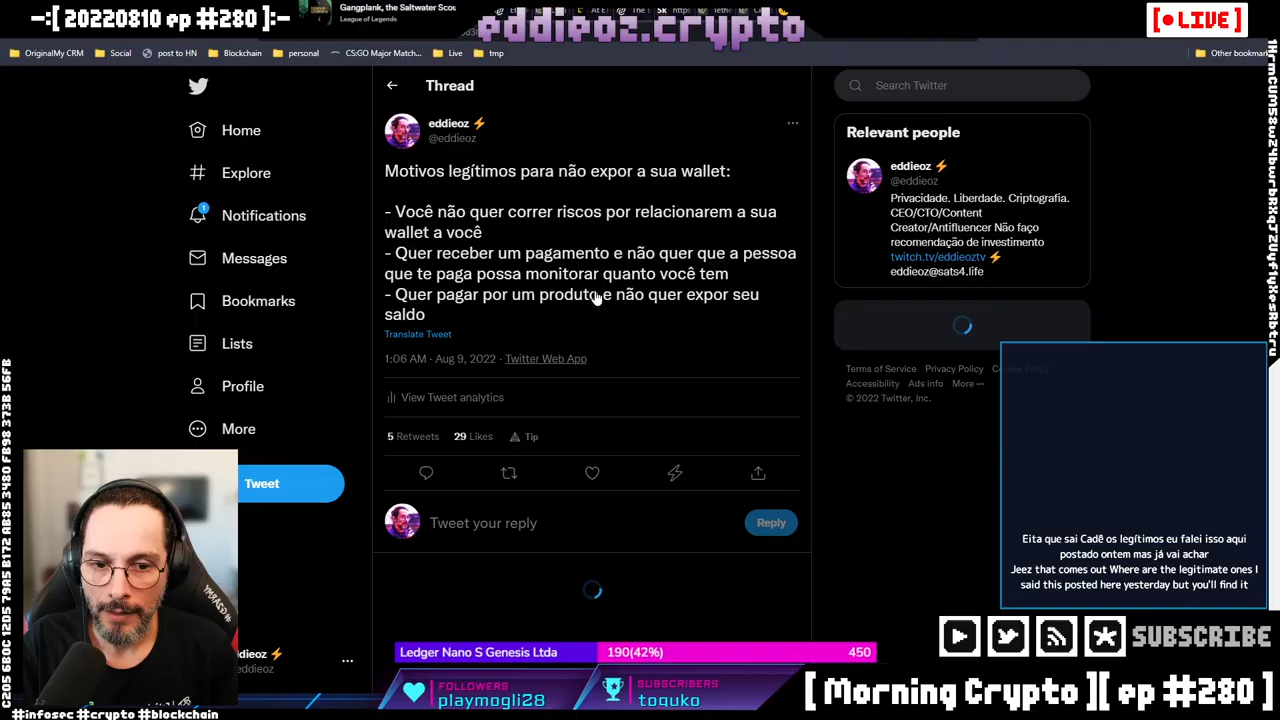 -:[ 20220810 ep #280]:-
Gangplank, the Saltwater Scou
League of Legends
eddieoz.crypto
[● LIVE]
OriginalMy CRM
Social
post to HN
Blockchain
personal
CS:GO Major Match...
Live
tmp
Other bookmar
Thread
Search Twitter
Home
Explore
1
Notifications
Messages
Bookmarks
Lists
Profile
More
Tweet
eddieoz ⚡
@eddieoz
Motivos legítimos para não expor a sua wallet:
- Você não quer correr riscos por relacionarem a sua
wallet a você
- Quer receber um pagamento e não quer que a pessoa
que te paga possa monitorar quanto você tem
- Quer pagar por um produto e não quer expor seu
saldo
Translate Tweet
1:06 AM · Aug 9, 2022 · Twitter Web App
View Tweet analytics
5 Retweets 29 Likes Tip
Tweet your reply
Reply
Relevant people
eddieoz ⚡
@eddieoz
Privacidade. Liberdade. Criptografia.
CEO/CTO/Content
Creator/Antiflluencer Não faço
recomendação de investimento
twitch.tv/eddieoztv ⚡
eddieoz@sats4.life
Terms of Service Privacy Policy Cookie Policy
Accessibility Ads info More ···
© 2022 Twitter, Inc.
Eita que sai Cadê os legítimos eu falei isso aqui
postado ontem mas já vai achar
Jeez that comes out Where are the legitimate ones I
said this posted here yesterday but you'll find it
dieoz ⚡
eddieoz
Ledger Nano S Genesis Ltda 190(42%) 450
FOLLOWERS
playmogli28
SUBSCRIBERS
toquko
SUBSCRIBE
[ Morning Crypto ][ ep #280 ]
#infosec #crypto #blockchain